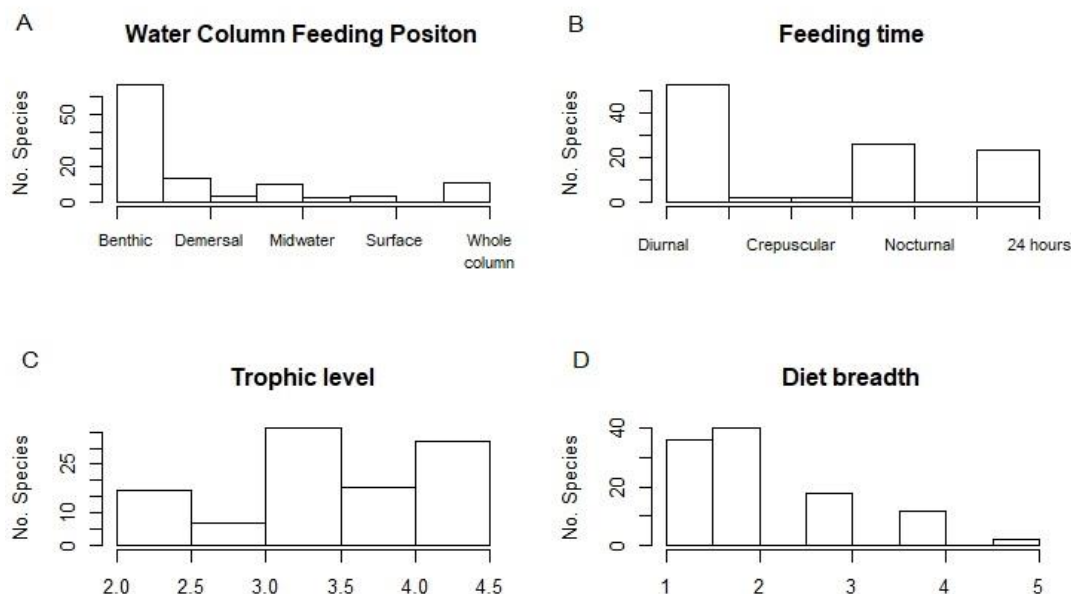 A
Water Column Feeding Positon
No. Species
0
20
50
Benthic
Demersal
Midwater
Surface
Whole
column
B
Feeding time
No. Species
0
20
40
Diurnal
Crepuscular
Nocturnal
24 hours
C
Trophic level
No. Species
0
10
25
2.0
2.5
3.0
3.5
4.0
4.5
D
Diet breadth
No. Species
0
20
40
1
2
3
4
5